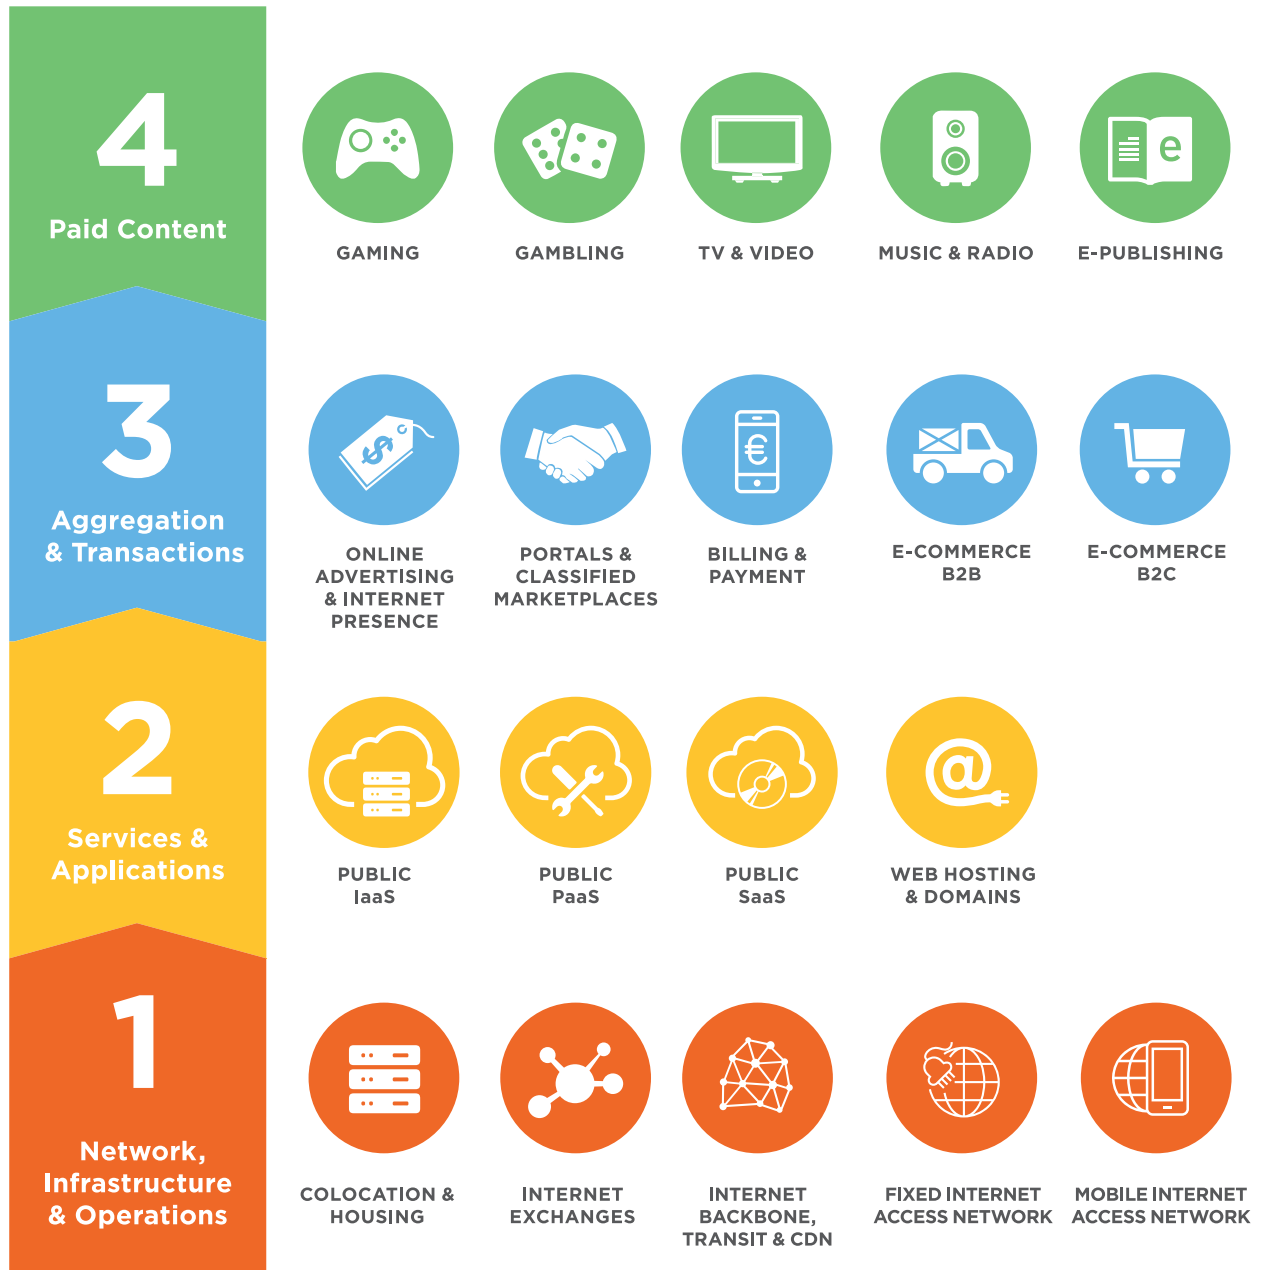 4
Paid Content
GAMING
GAMBLING
TV & VIDEO
MUSIC & RADIO
e
E-PUBLISHING
3
Aggregation
& Transactions
$
ONLINE
ADVERTISING
& INTERNET
PRESENCE
PORTALS &
CLASSIFIED
MARKETPLACES
€
BILLING &
PAYMENT
E-COMMERCE
B2B
E-COMMERCE
B2C
2
Services &
Applications
PUBLIC
IaaS
PUBLIC
PaaS
PUBLIC
SaaS
@
WEB HOSTING
& DOMAINS
1
Network,
Infrastructure
& Operations
COLOCATION &
HOUSING
INTERNET
EXCHANGES
INTERNET
BACKBONE,
TRANSIT & CDN
FIXED INTERNET
ACCESS NETWORK
MOBILE INTERNET
ACCESS NETWORK